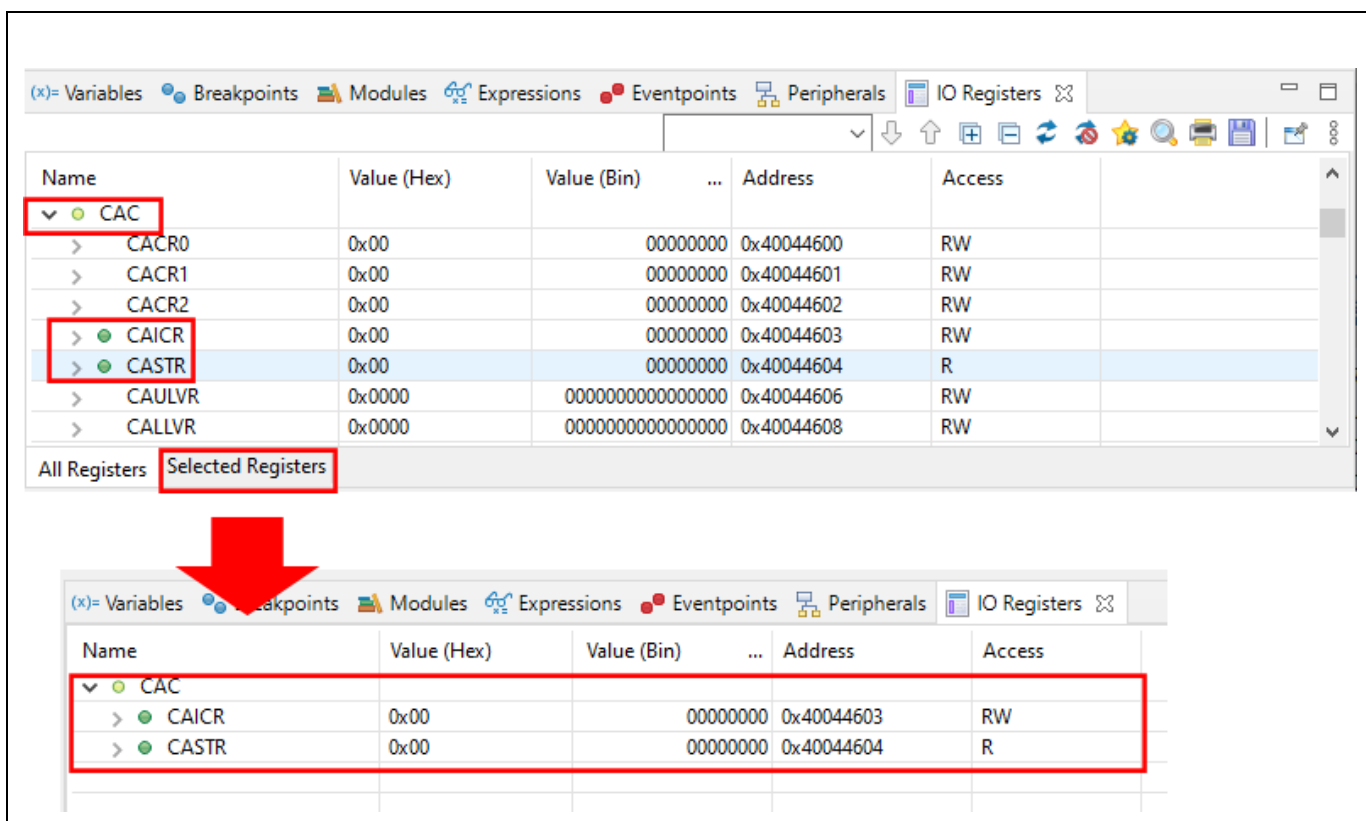 (x)= Variables Breakpoints Modules Expressions Eventpoints Peripherals IO Registers
Name Value (Hex) Value (Bin) ... Address Access
CAC
CACR0 0x00 00000000 0x40044600 RW
CACR1 0x00 00000000 0x40044601 RW
CACR2 0x00 00000000 0x40044602 RW
CAICR 0x00 00000000 0x40044603 RW
CASTR 0x00 00000000 0x40044604 R
CAULVR 0x0000 0000000000000000 0x40044606 RW
CALLVR 0x0000 0000000000000000 0x40044608 RW
All Registers Selected Registers
(x)= Variables Breakpoints Modules Expressions Eventpoints Peripherals IO Registers
Name Value (Hex) Value (Bin) ... Address Access
CAC
CAICR 0x00 00000000 0x40044603 RW
CASTR 0x00 00000000 0x40044604 R